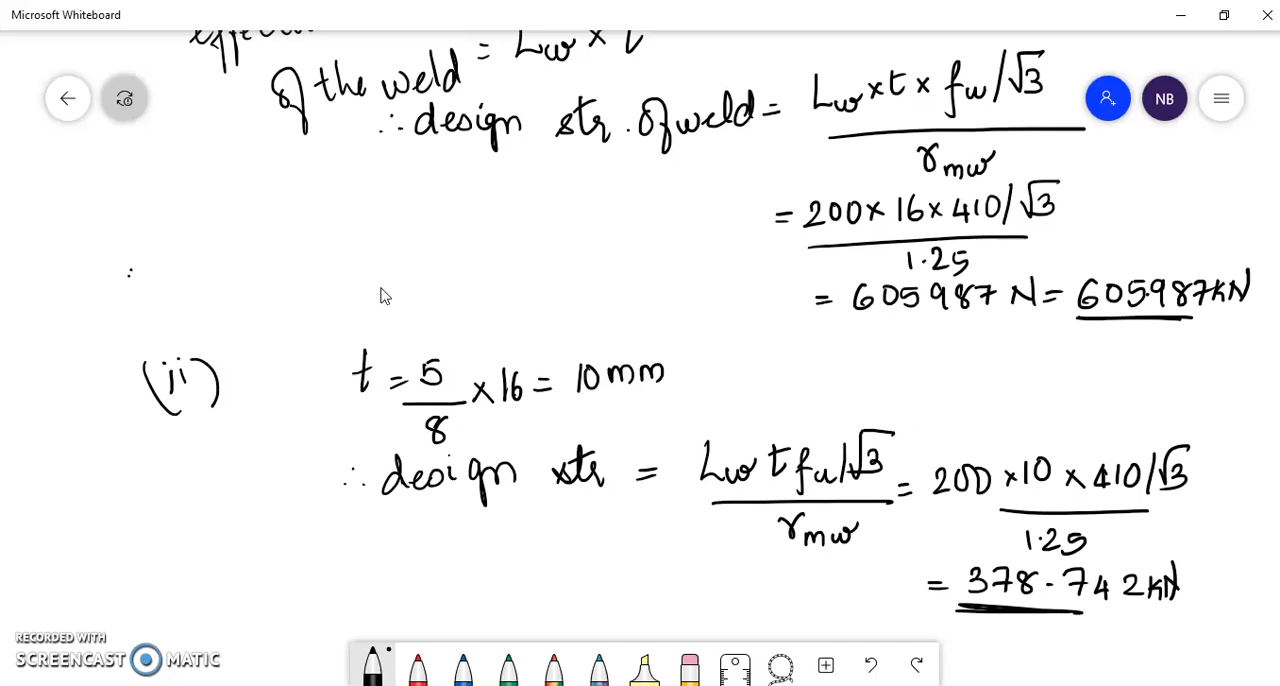 Microsoft Whiteboard
= Lw × t
of the weld
∴ design str. of weld = Lw × t × fu/√3
γmw
= 200 × 16 × 410/√3
1.25
= 605987 N = 605.987 kN
(ii) t = 5/8 × 16 = 10 mm
∴ design str = Lw t fu/√3 / γmw = 200 × 10 × 410/√3 / 1.25
= 378.742 kN
NB
RECORDED WITH
SCREENCAST MATIC